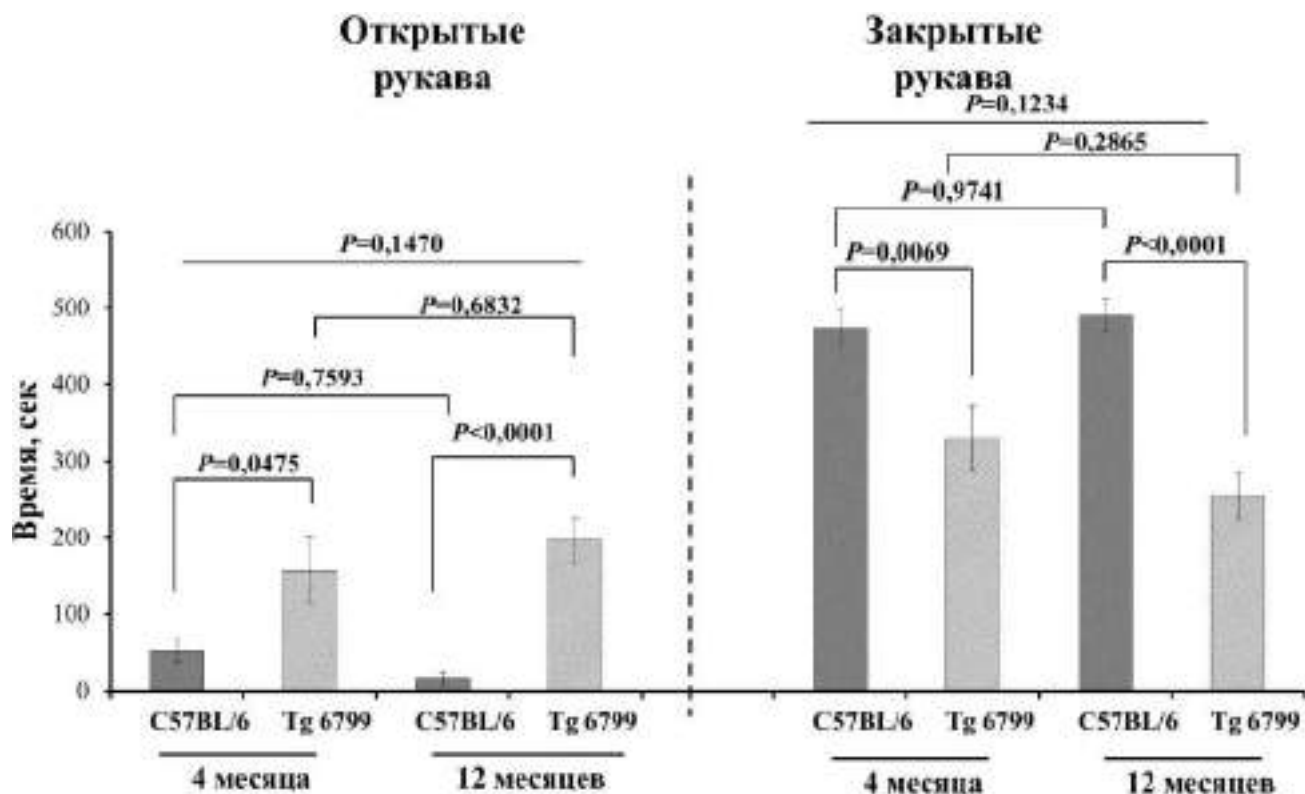 Открытые
рукава
Закрытые
рукава
P=0,1234
P=0,2865
P=0,9741
P=0,0069
P<0,0001
P=0,1470
P=0,6832
P=0,7593
P<0,0001
P=0,0475
Время, сек
600
500
400
300
200
100
0
C57BL/6 Tg 6799 C57BL/6 Tg 6799 C57BL/6 Tg 6799 C57BL/6 Tg 6799
4 месяца 12 месяцев 4 месяца 12 месяцев